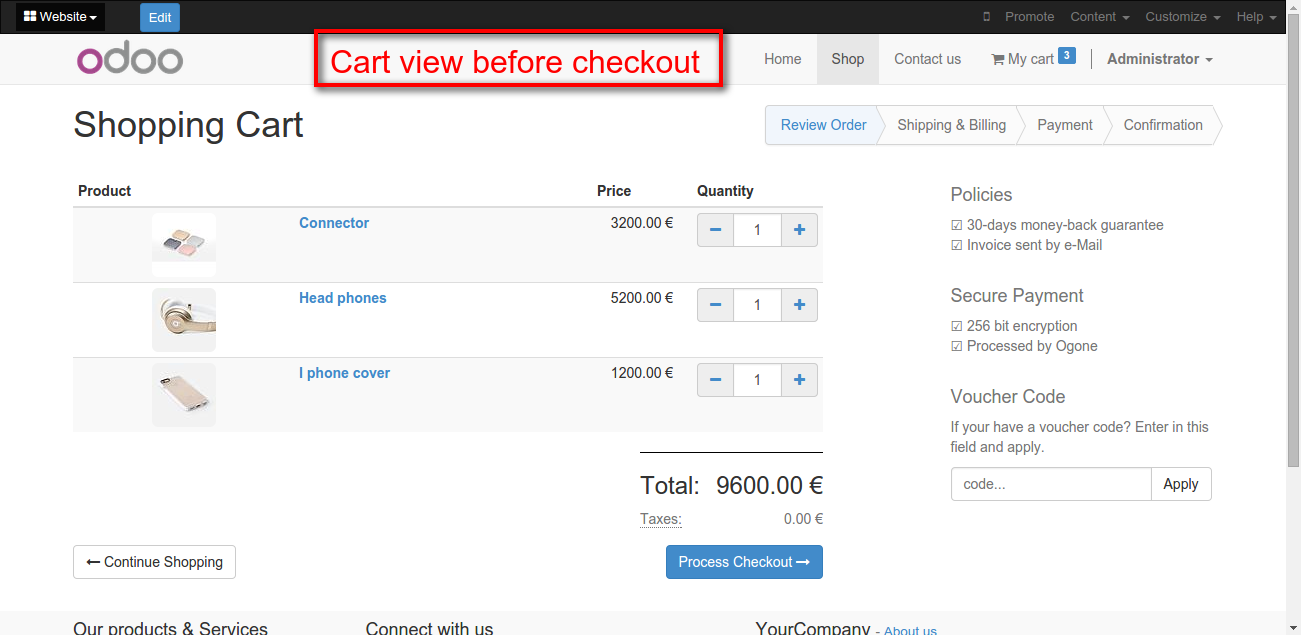 Website Edit Promote Content Customize Help
odoo Cart view before checkout Home Shop Contact us My cart 3 Administrator
Shopping Cart Review Order Shipping & Billing Payment Confirmation
Product Price Quantity
Connector 3200.00 € − 1 +
Head phones 5200.00 € − 1 +
I phone cover 1200.00 € − 1 +
Total: 9600.00 €
Taxes: 0.00 €
← Continue Shopping Process Checkout →
Policies
☑ 30-days money-back guarantee
☑ Invoice sent by e-Mail
Secure Payment
☑ 256 bit encryption
☑ Processed by Ogone
Voucher Code
If your have a voucher code? Enter in this
field and apply.
code... Apply
Our products & Services Connect with us YourCompany - About us